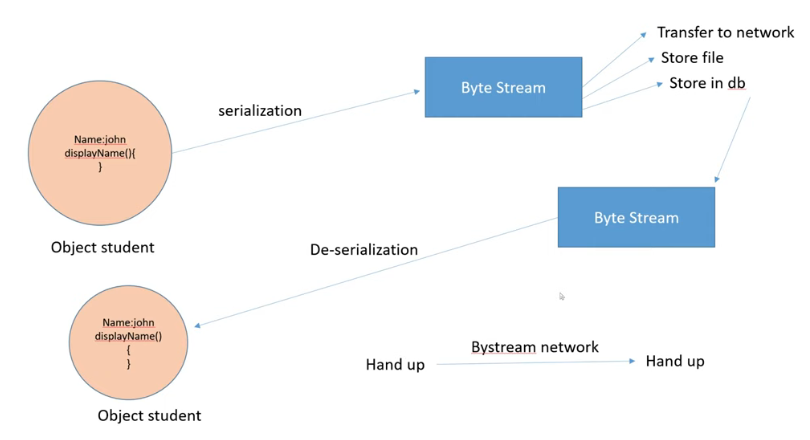 Transfer to network
Store file
Store in db
Byte Stream
serialization
Name:john
displayName(){
}
Object student
Byte Stream
De-serialization
Name:john
displayName()
{
}
Object student
Bystream network
Hand up
Hand up